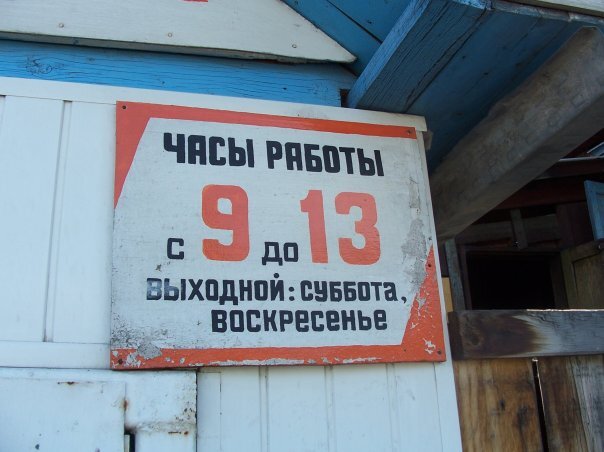 ЧАСЫ РАБОТЫ
с 9 до 13
ВЫХОДНОЙ: СУББОТА,
ВОСКРЕСЕНЬЕ